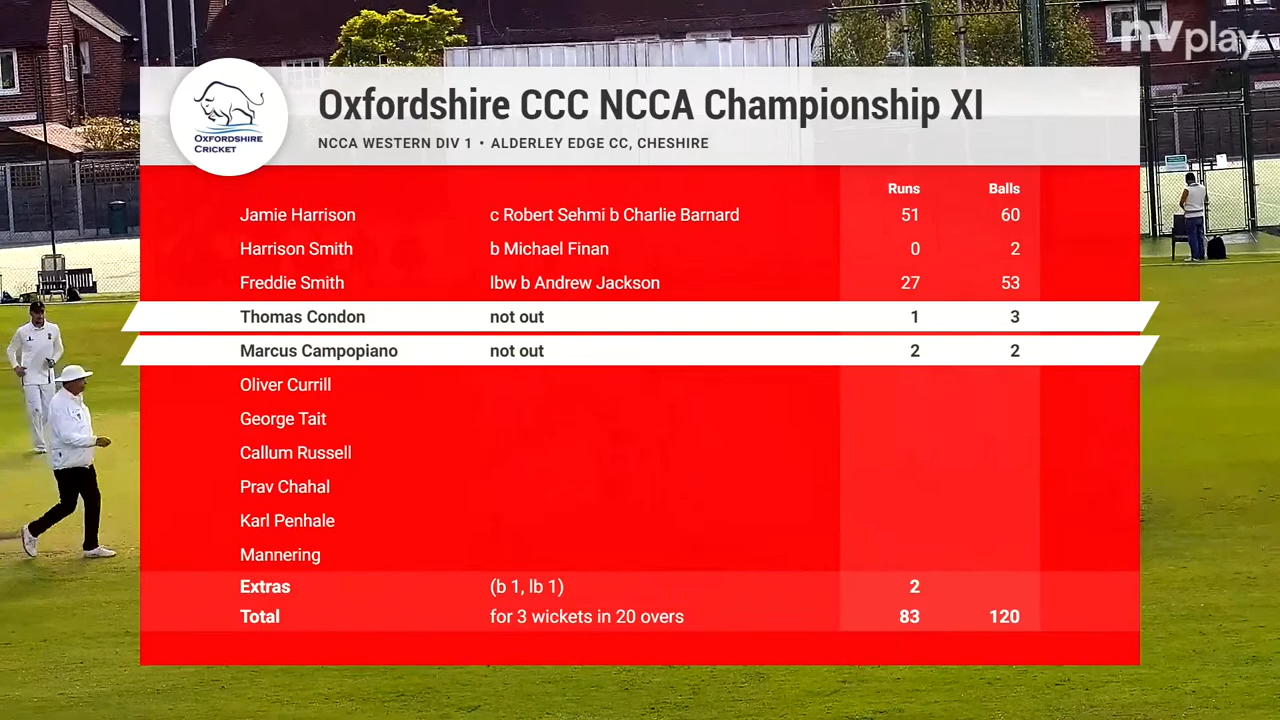 nvplay
Oxfordshire CCC NCCA Championship XI
NCCA WESTERN DIV 1 • ALDERLEY EDGE CC, CHESHIRE
OXFORDSHIRE
CRICKET
Runs Balls
Jamie Harrison c Robert Sehmi b Charlie Barnard 51 60
Harrison Smith b Michael Finan 0 2
Freddie Smith lbw b Andrew Jackson 27 53
Thomas Condon not out 1 3
Marcus Campopiano not out 2 2
Oliver Currill
George Tait
Callum Russell
Prav Chahal
Karl Penhale
Mannering
Extras (b 1, lb 1) 2
Total for 3 wickets in 20 overs 83 120